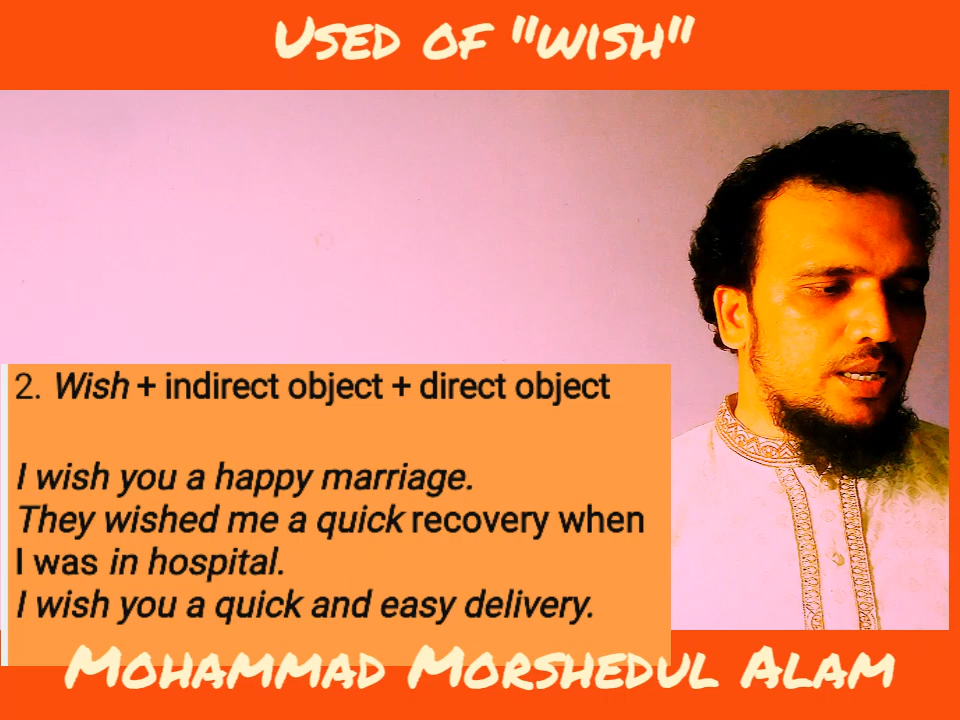 Used of "wish"
2. Wish + indirect object + direct object
I wish you a happy marriage.
They wished me a quick recovery when
I was in hospital.
I wish you a quick and easy delivery.
Mohammad Morshedul Alam